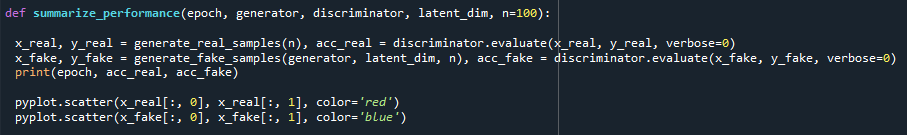 def summarize_performance(epoch, generator, discriminator, latent_dim, n=100):
x_real, y_real = generate_real_samples(n), acc_real = discriminator.evaluate(x_real, y_real, verbose=0)
x_fake, y_fake = generate_fake_samples(generator, latent_dim, n), acc_fake = discriminator.evaluate(x_fake, y_fake, verbose=0)
print(epoch, acc_real, acc_fake)
pyplot.scatter(x_real[:, 0], x_real[:, 1], color='red')
pyplot.scatter(x_fake[:, 0], x_fake[:, 1], color='blue')